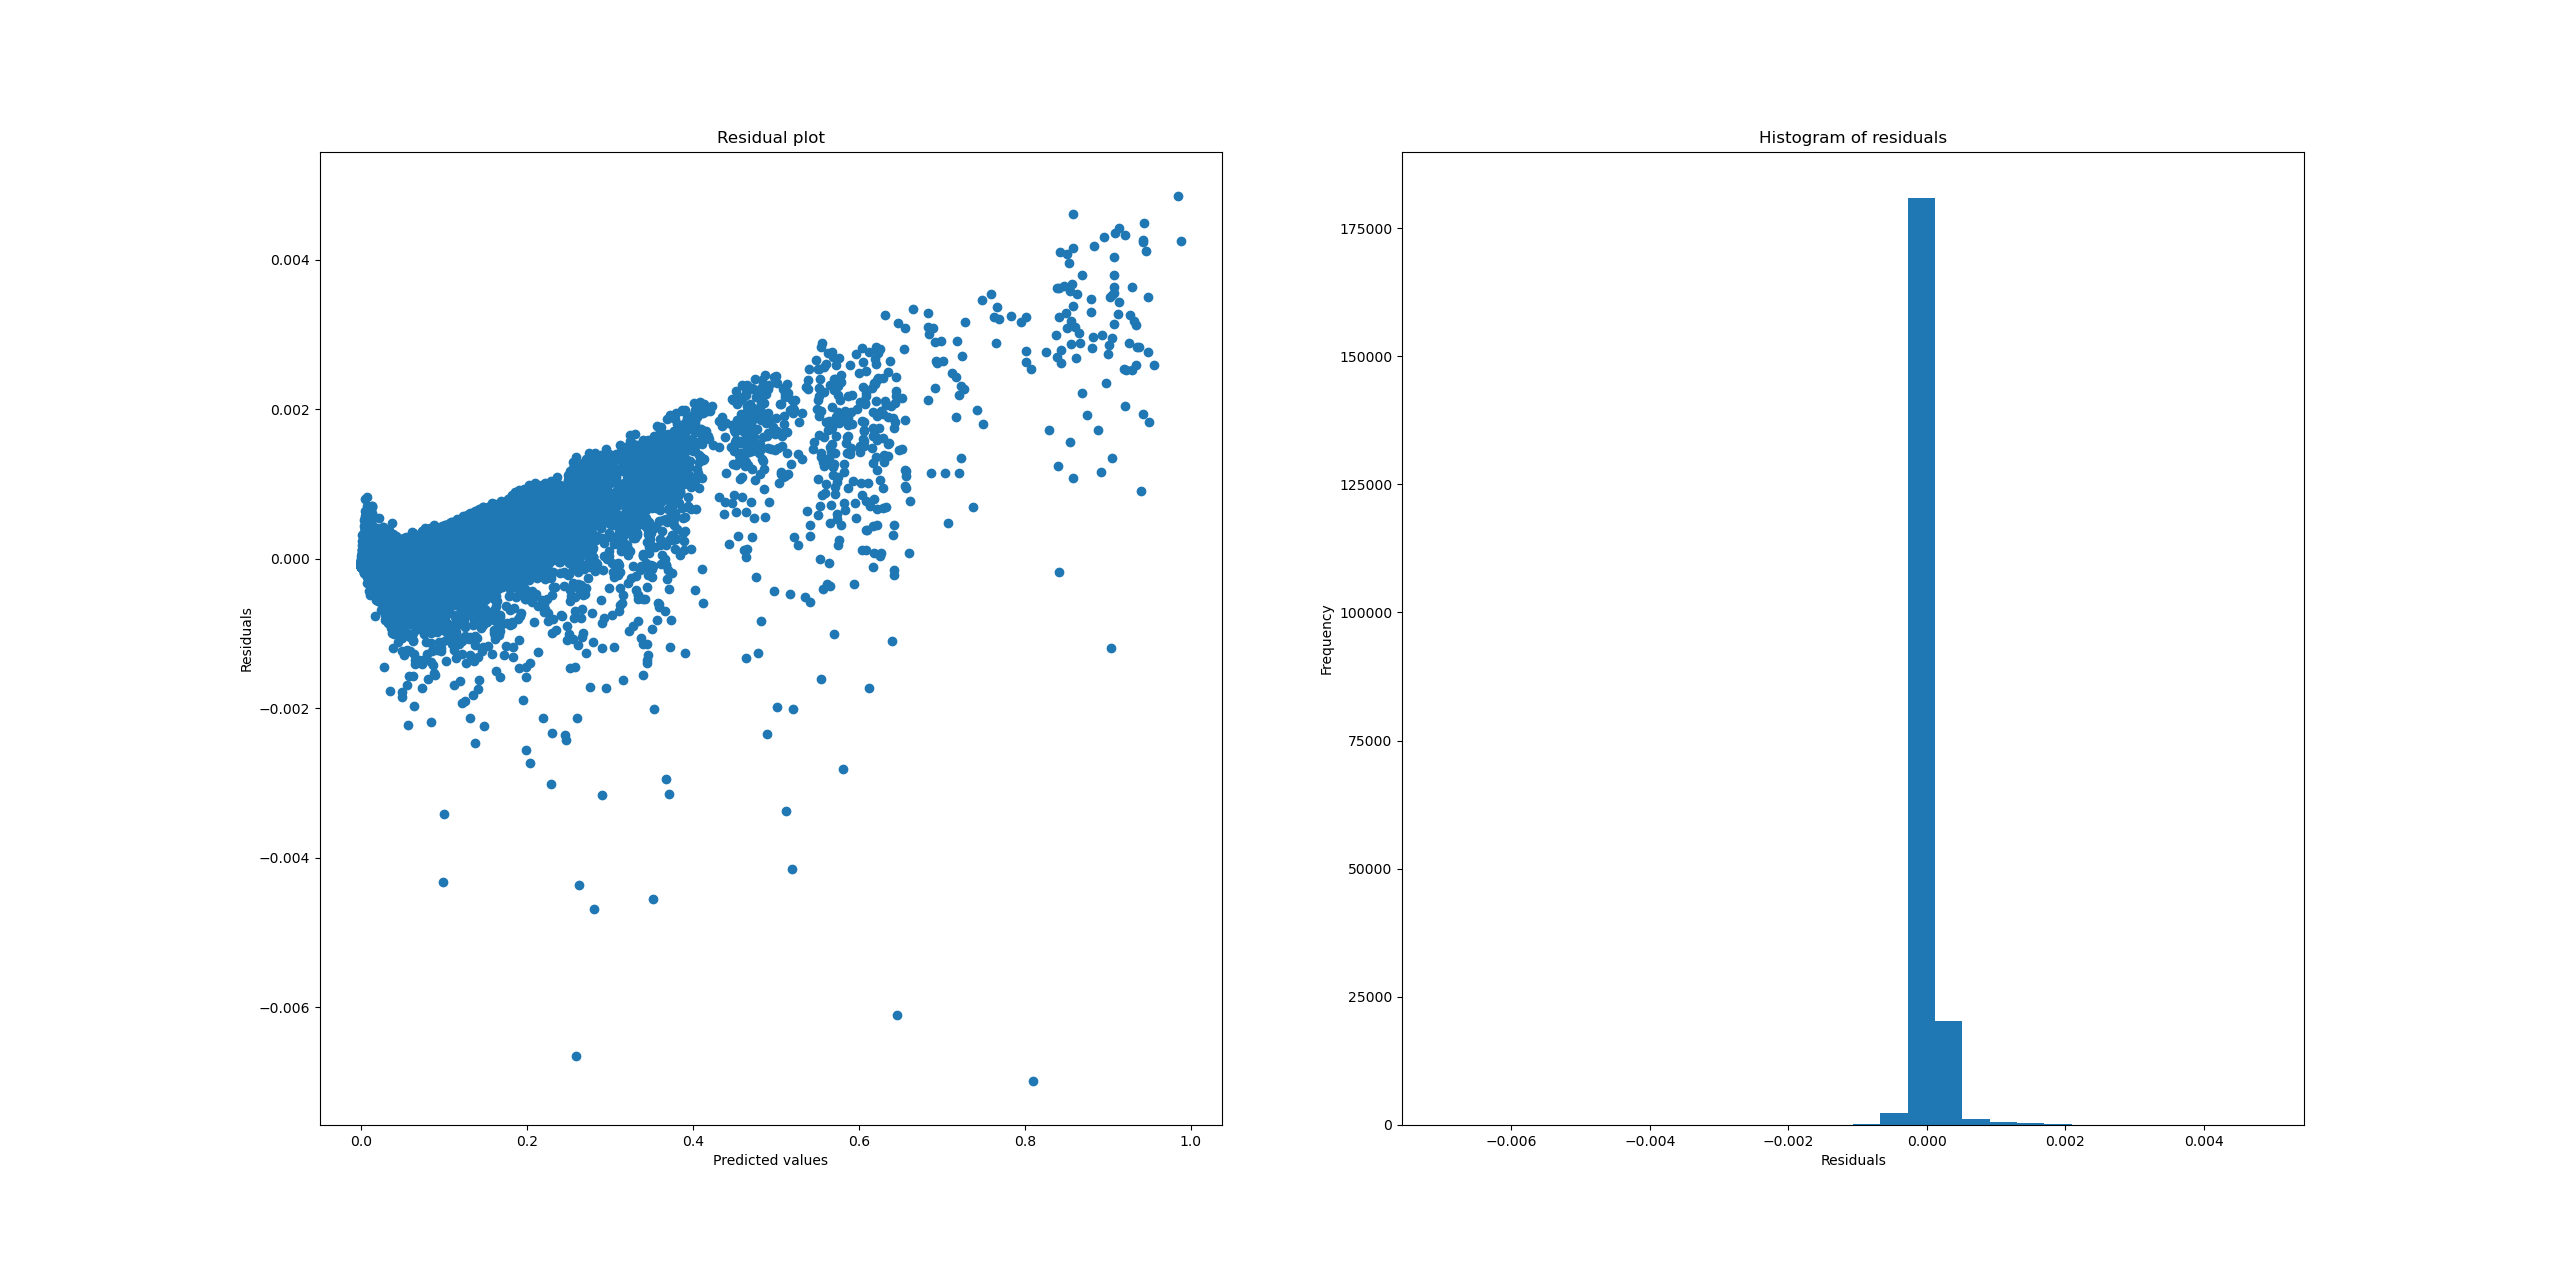 Residual plot
0.004
0.002
0.000
−0.002
−0.004
−0.006
Residuals
0.0 0.2 0.4 0.6 0.8 1.0
Predicted values
Histogram of residuals
175000
150000
125000
100000
75000
50000
25000
0
Frequency
−0.006 −0.004 −0.002 0.000 0.002 0.004
Residuals